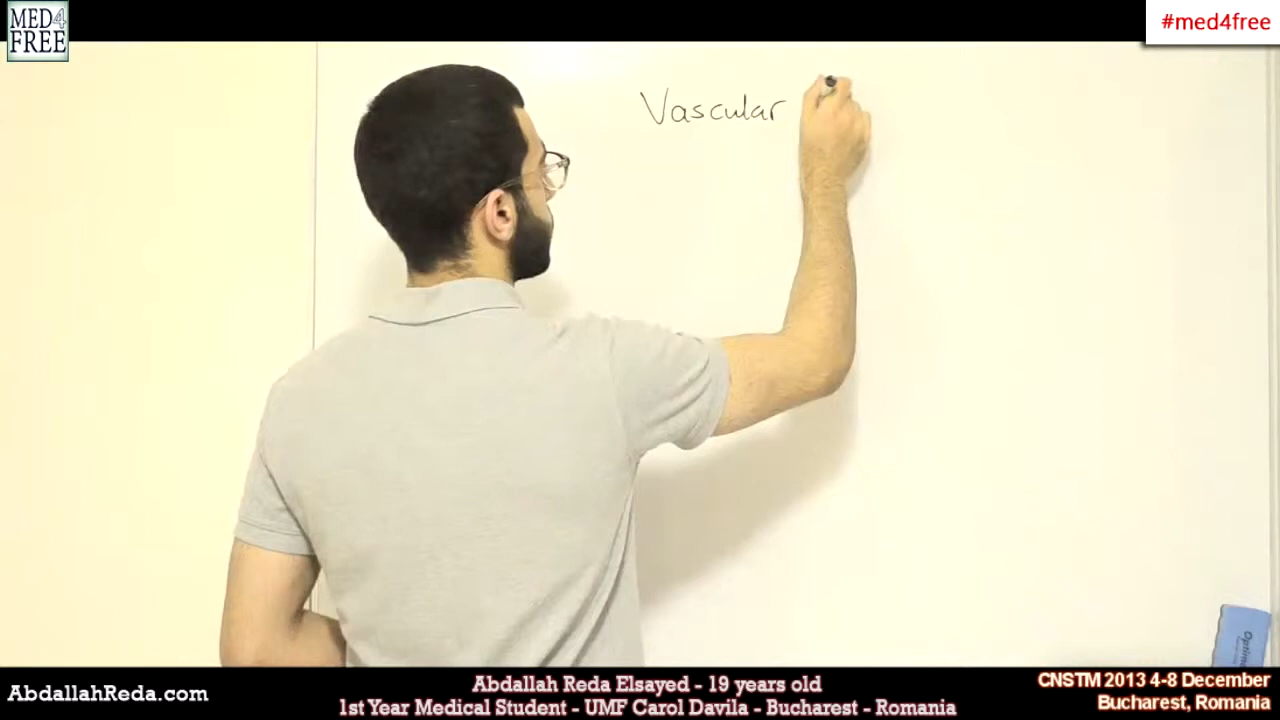 MED4
FREE
#med4free
Vascular
Optima
AbdallahReda.com
Abdallah Reda Elsayed - 19 years old
1st Year Medical Student - UMF Carol Davila - Bucharest - Romania
CNSTM 2013 4-8 December
Bucharest, Romania